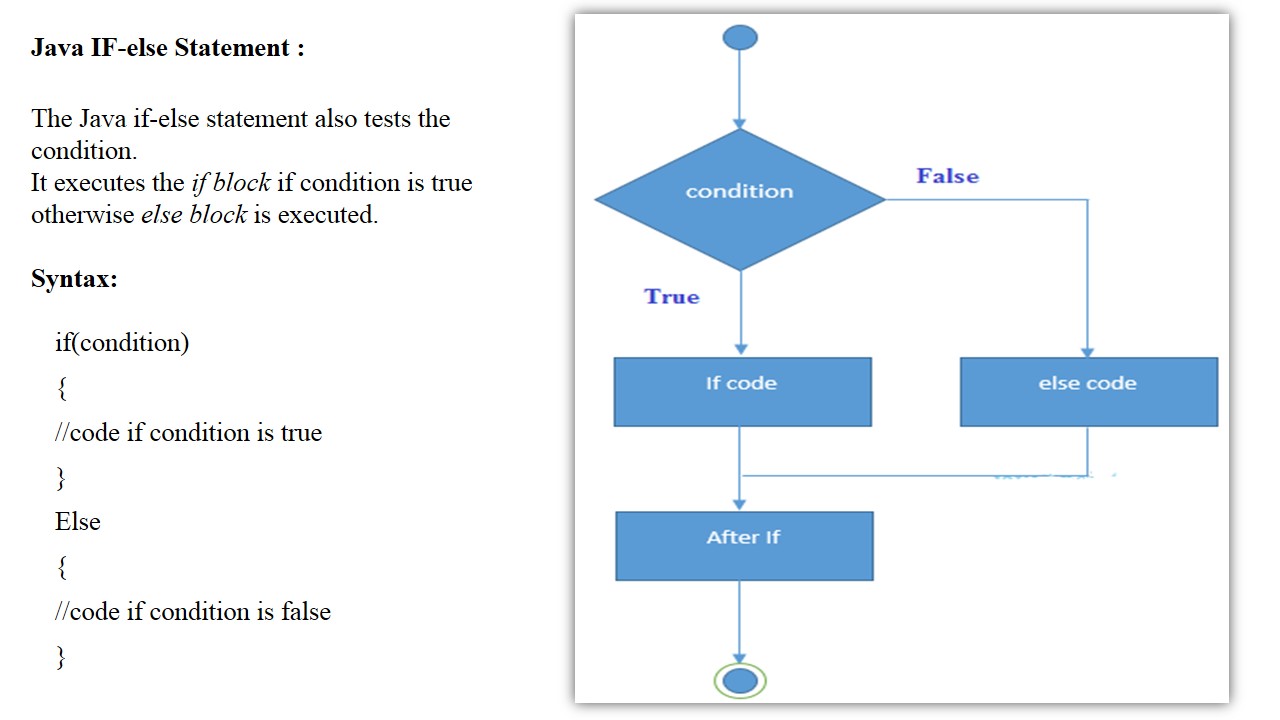 Java IF-else Statement :
The Java if-else statement also tests the
condition.
It executes the if block if condition is true
otherwise else block is executed.
Syntax:
if(condition)
{
//code if condition is true
}
Else
{
//code if condition is false
}
condition
False
True
If code
else code
After If